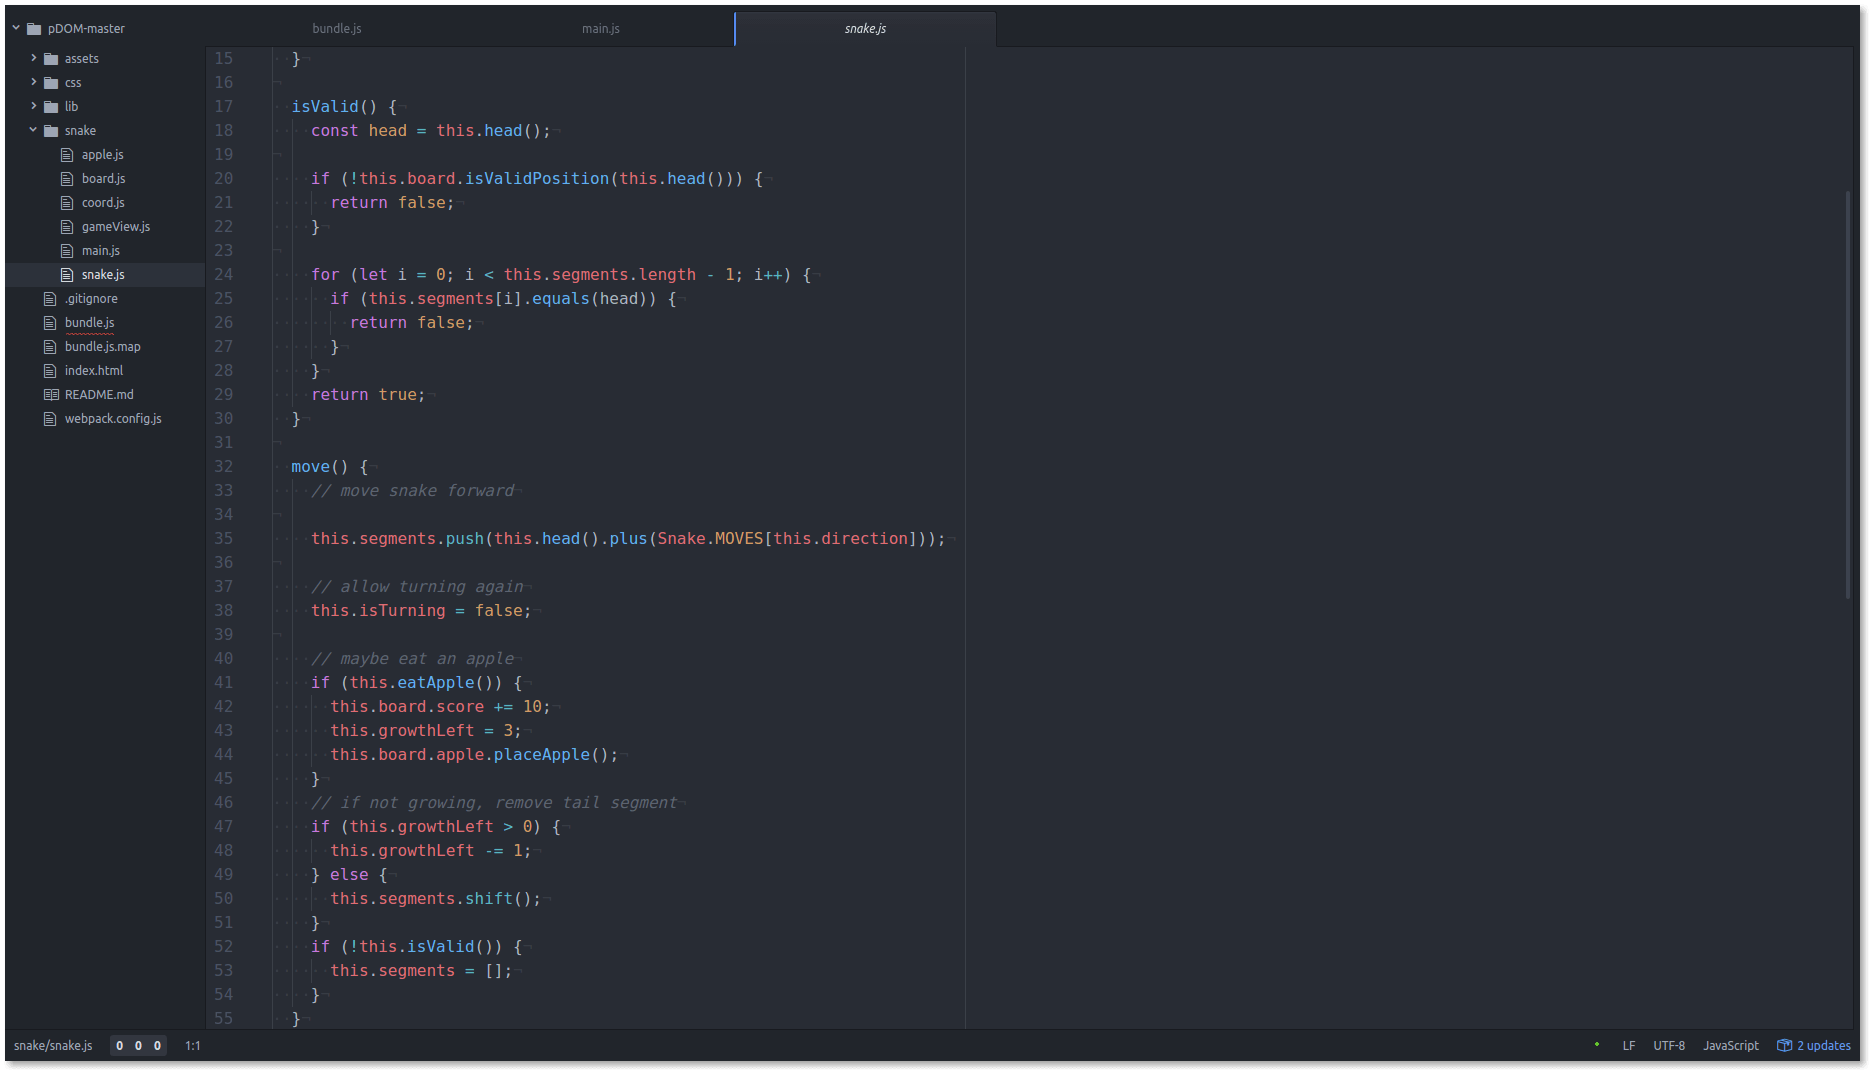 pDOM-master
assets
css
lib
snake
apple.js
board.js
coord.js
gameView.js
main.js
snake.js
.gitignore
bundle.js
bundle.js.map
index.html
README.md
webpack.config.js
bundle.js main.js snake.js
15 }
16
17 isValid() {
18 const head = this.head();
19
20 if (!this.board.isValidPosition(this.head())) {
21 return false;
22 }
23
24 for (let i = 0; i < this.segments.length - 1; i++) {
25 if (this.segments[i].equals(head)) {
26 return false;
27 }
28 }
29 return true;
30 }
31
32 move() {
33 // move snake forward
34
35 this.segments.push(this.head().plus(Snake.MOVES[this.direction]));
36
37 // allow turning again
38 this.isTurning = false;
39
40 // maybe eat an apple
41 if (this.eatApple()) {
42 this.board.score += 10;
43 this.growthLeft = 3;
44 this.board.apple.placeApple();
45 }
46 // if not growing, remove tail segment
47 if (this.growthLeft > 0) {
48 this.growthLeft -= 1;
49 } else {
50 this.segments.shift();
51 }
52 if (!this.isValid()) {
53 this.segments = [];
54 }
55 }
snake/snake.js 0 0 0 1:1 LF UTF-8 JavaScript 2 updates